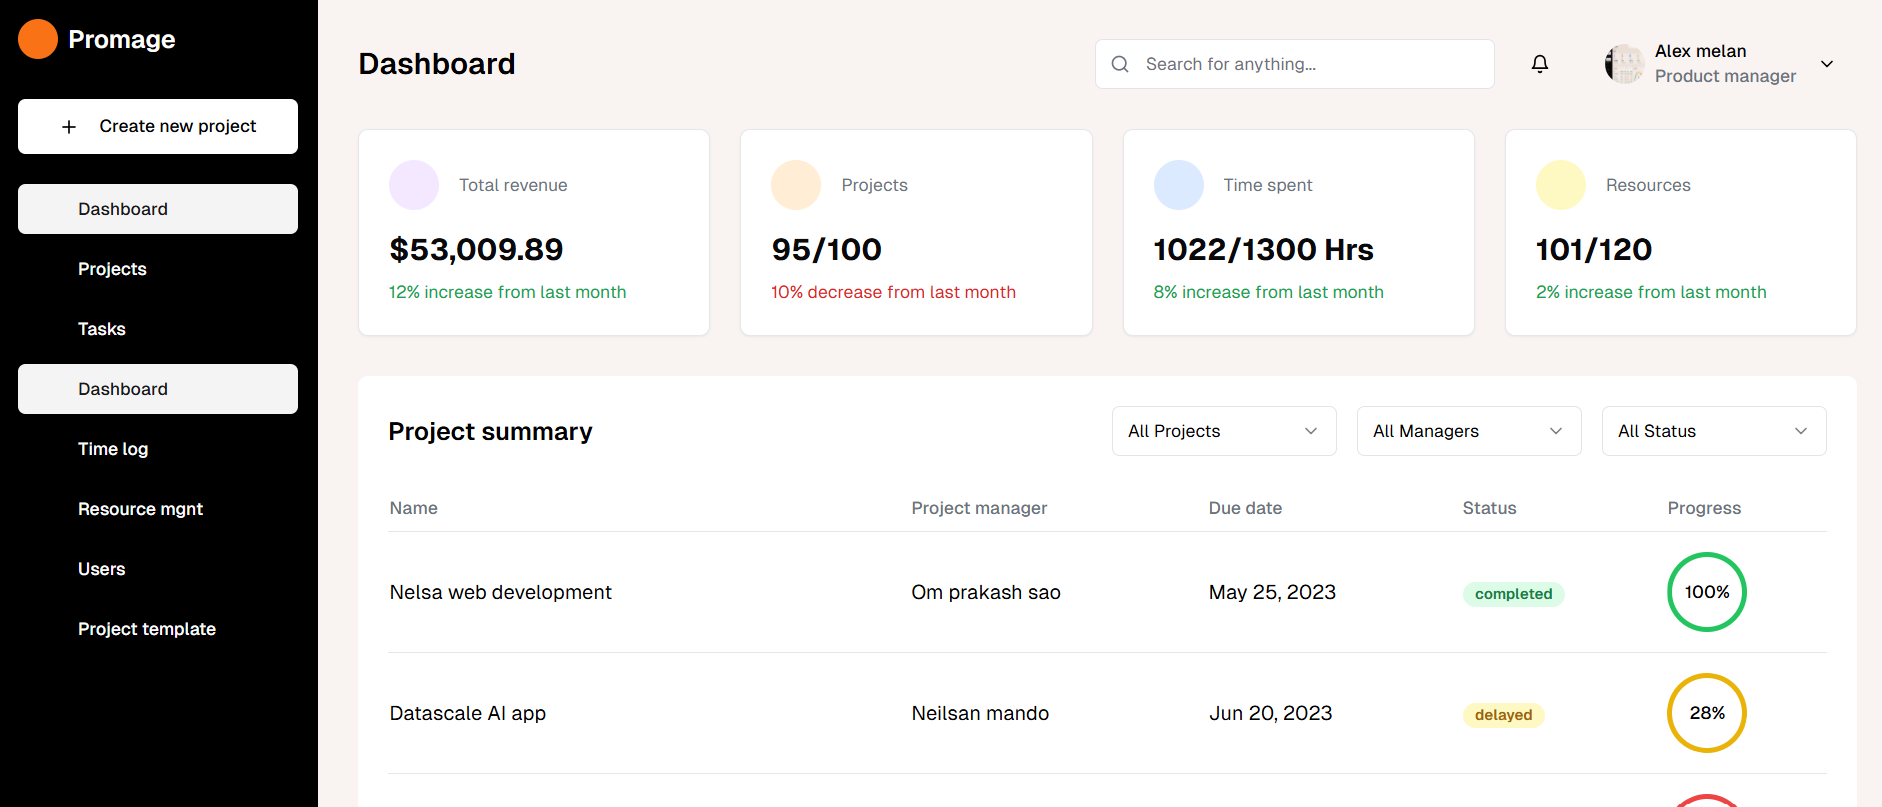 Promage
Create new project
Dashboard
Projects
Tasks
Dashboard
Time log
Resource mgnt
Users
Project template
Dashboard
Search for anything...
Alex melan
Product manager
Total revenue
$53,009.89
12% increase from last month
Projects
95/100
10% decrease from last month
Time spent
1022/1300 Hrs
8% increase from last month
Resources
101/120
2% increase from last month
Project summary
All Projects
All Managers
All Status
Name Project manager Due date Status Progress
Nelsa web development Om prakash sao May 25, 2023 completed 100%
Datascale AI app Neilsan mando Jun 20, 2023 delayed 28%